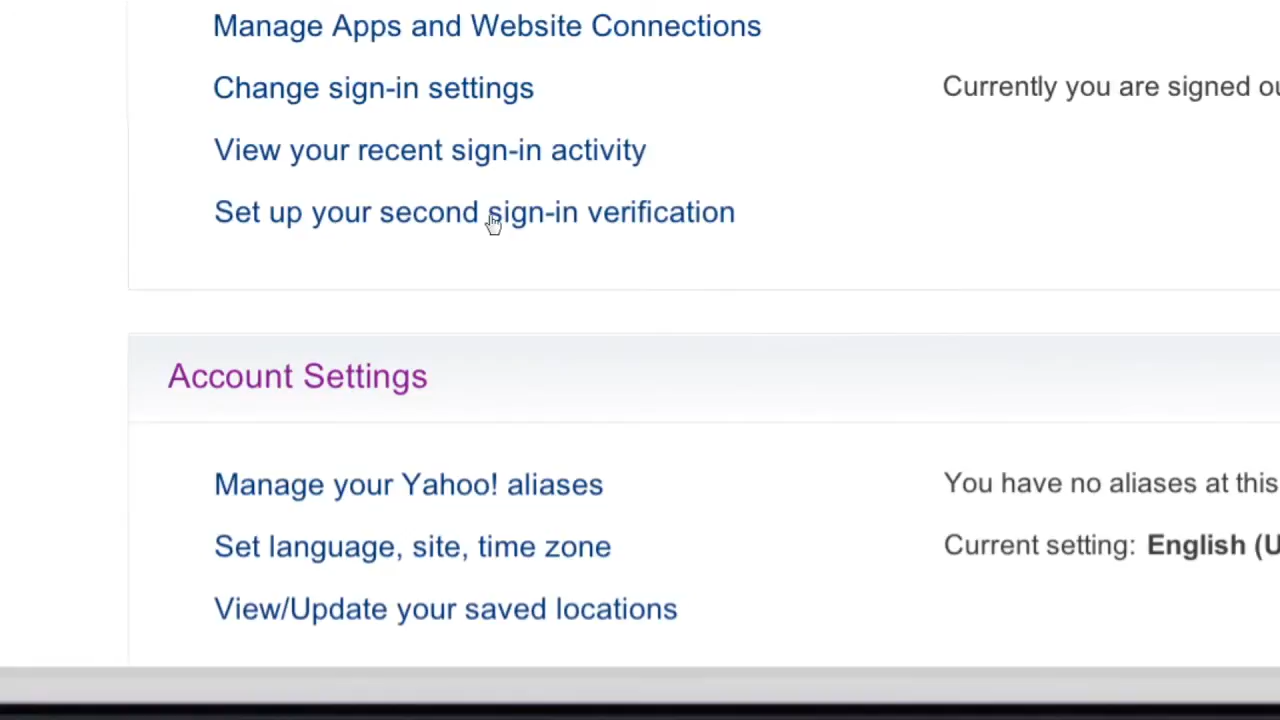 Manage Apps and Website Connections
Change sign-in settings
Currently you are signed
View your recent sign-in activity
Set up your second sign-in verification
Account Settings
Manage your Yahoo! aliases
You have no aliases at this
Set language, site, time zone
Current setting: English
View/Update your saved locations